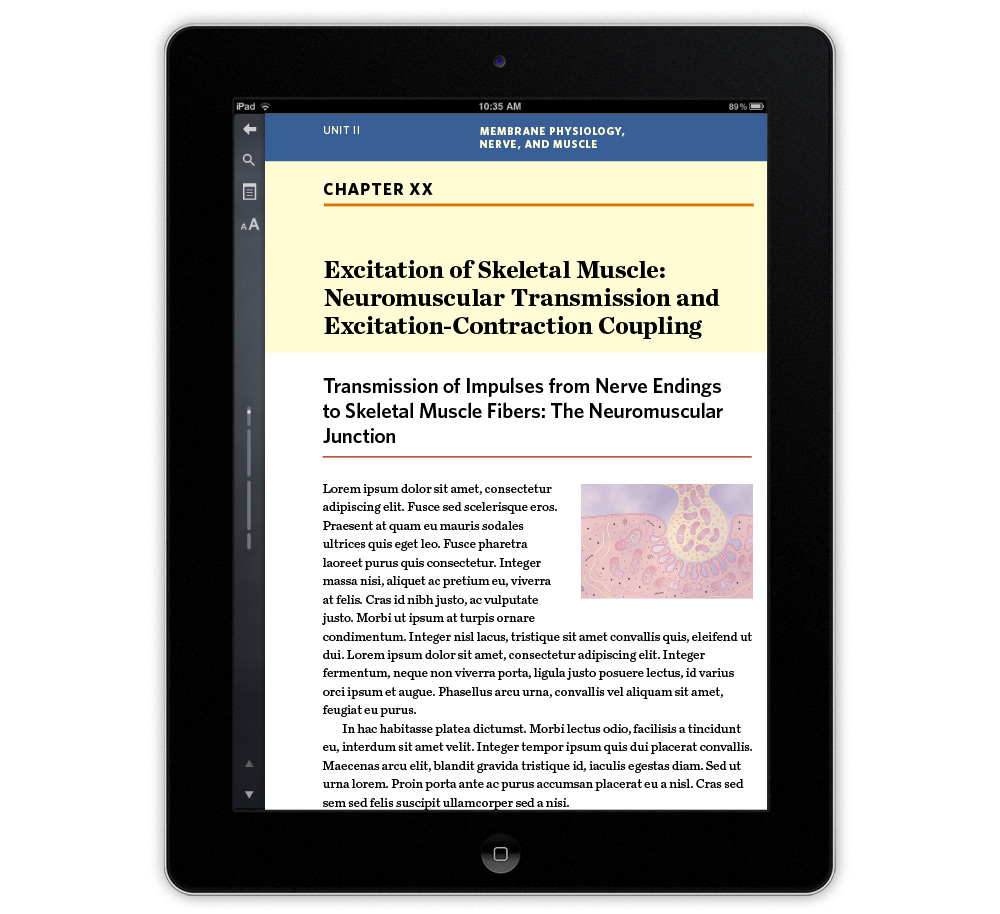 iPad
10:35 AM
89%
UNIT II
MEMBRANE PHYSIOLOGY,
NERVE, AND MUSCLE
AA
CHAPTER XX
Excitation of Skeletal Muscle:
Neuromuscular Transmission and
Excitation-Contraction Coupling
Transmission of Impulses from Nerve Endings
to Skeletal Muscle Fibers: The Neuromuscular
Junction
Lorem ipsum dolor sit amet, consectetur
adipiscing elit. Fusce sed scelerisque eros.
Praesent at quam eu mauris sodales
ultrices quis eget leo. Fusce pharetra
laoreet purus quis consectetur. Integer
massa nisi, aliquet ac pretium eu, viverra
at felis. Cras id nibh justo, ac vulputate
justo. Morbi ut ipsum at turpis ornare
condimentum. Integer nisl lacus, tristique sit amet convallis quis, eleifend ut
dui. Lorem ipsum dolor sit amet, consectetur adipiscing elit. Integer
fermentum, neque non viverra porta, ligula justo posuere lectus, id varius
orci ipsum et augue. Phasellus arcu urna, convallis vel aliquam sit amet,
feugiat eu purus.
In hac habitasse platea dictumst. Morbi lectus odio, facilisis a tincidunt
eu, interdum sit amet velit. Integer tempor ipsum quis dui placerat convallis.
Maecenas arcu elit, blandit gravida tristique id, iaculis egestas diam. Sed ut
urna lorem. Proin porta ante ac purus accumsan placerat eu a nisl. Cras sed
sem sed felis suscipit ullamcorper sed a nisi.